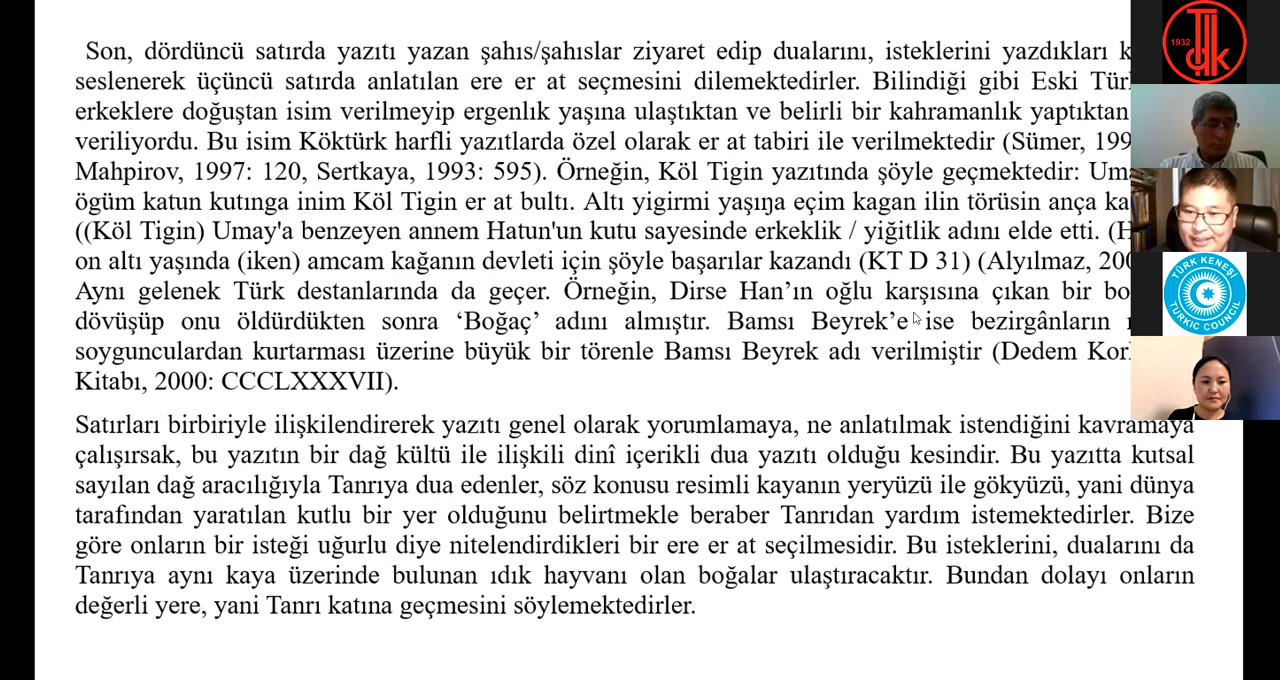 Son, dördüncü satırda yazıtı yazan şahıs/şahıslar ziyaret edip dualarını, isteklerini yazdıkları
seslenerek üçüncü satırda anlatılan ere er at seçmesini dilemektedirler. Bilindiği gibi Eski
erkeklere doğuştan isim verilmeyip ergenlık yaşına ulaştıktan ve belirli bir kahramanlık yaptıktan
veriliyordu. Bu isim Köktürk harfli yazıtlarda özel olarak er at tabiri ile verilmektedir (Sümer,
Mahpirov, 1997: 120, Sertkaya, 1993: 595). Örneğin, Köl Tigin yazıtında şöyle geçmektedir:
ögüm katun kutınga inim Köl Tigin er at bultı. Altı yigirmi yaşıŋa eçim kagan ilin törüsin ança
((Köl Tigin) Umay'a benzeyen annem Hatun'un kutu sayesinde erkeklik / yiğitlik adını elde etti.
on altı yaşında (iken) amcam kağanın devleti için şöyle başarılar kazandı (KT D 31) (Alyılmaz,
Aynı gelenek Türk destanlarında da geçer. Örneğin, Dirse Han’ın oğlu karşısına çıkan bir
dövüşüp onu öldürdükten sonra ‘Boğaç’ adını almıştır. Bamsı Beyrek’e ise bezirgânların
soygunculardan kurtarması üzerine büyük bir törenle Bamsı Beyrek adı verilmiştir (Dedem
Kitabı, 2000: CCCLXXXVII).
Satırları birbiriyle ilişkilendirerek yazıtı genel olarak yorumlamaya, ne anlatılmak istendiğini kavramaya
çalışırsak, bu yazıtın bir dağ kültü ile ilişkili dinî içerikli dua yazıtı olduğu kesindir. Bu yazıtta kutsal
sayılan dağ aracılığıyla Tanrıya dua edenler, söz konusu resimli kayanın yeryüzü ile gökyüzü, yani dünya
tarafından yaratılan kutlu bir yer olduğunu belirtmekle beraber Tanrıdan yardım istemektedirler. Bize
göre onların bir isteği uğurlu diye nitelendirdikleri bir ere er at seçilmesidir. Bu isteklerini, dualarını da
Tanrıya aynı kaya üzerinde bulunan ıdık hayvanı olan boğalar ulaştıracaktır. Bundan dolayı onların
değerli yere, yani Tanrı katına geçmesini söylemektedirler.
1932
TÜRK KENEŞİ
TURKIC COUNCIL